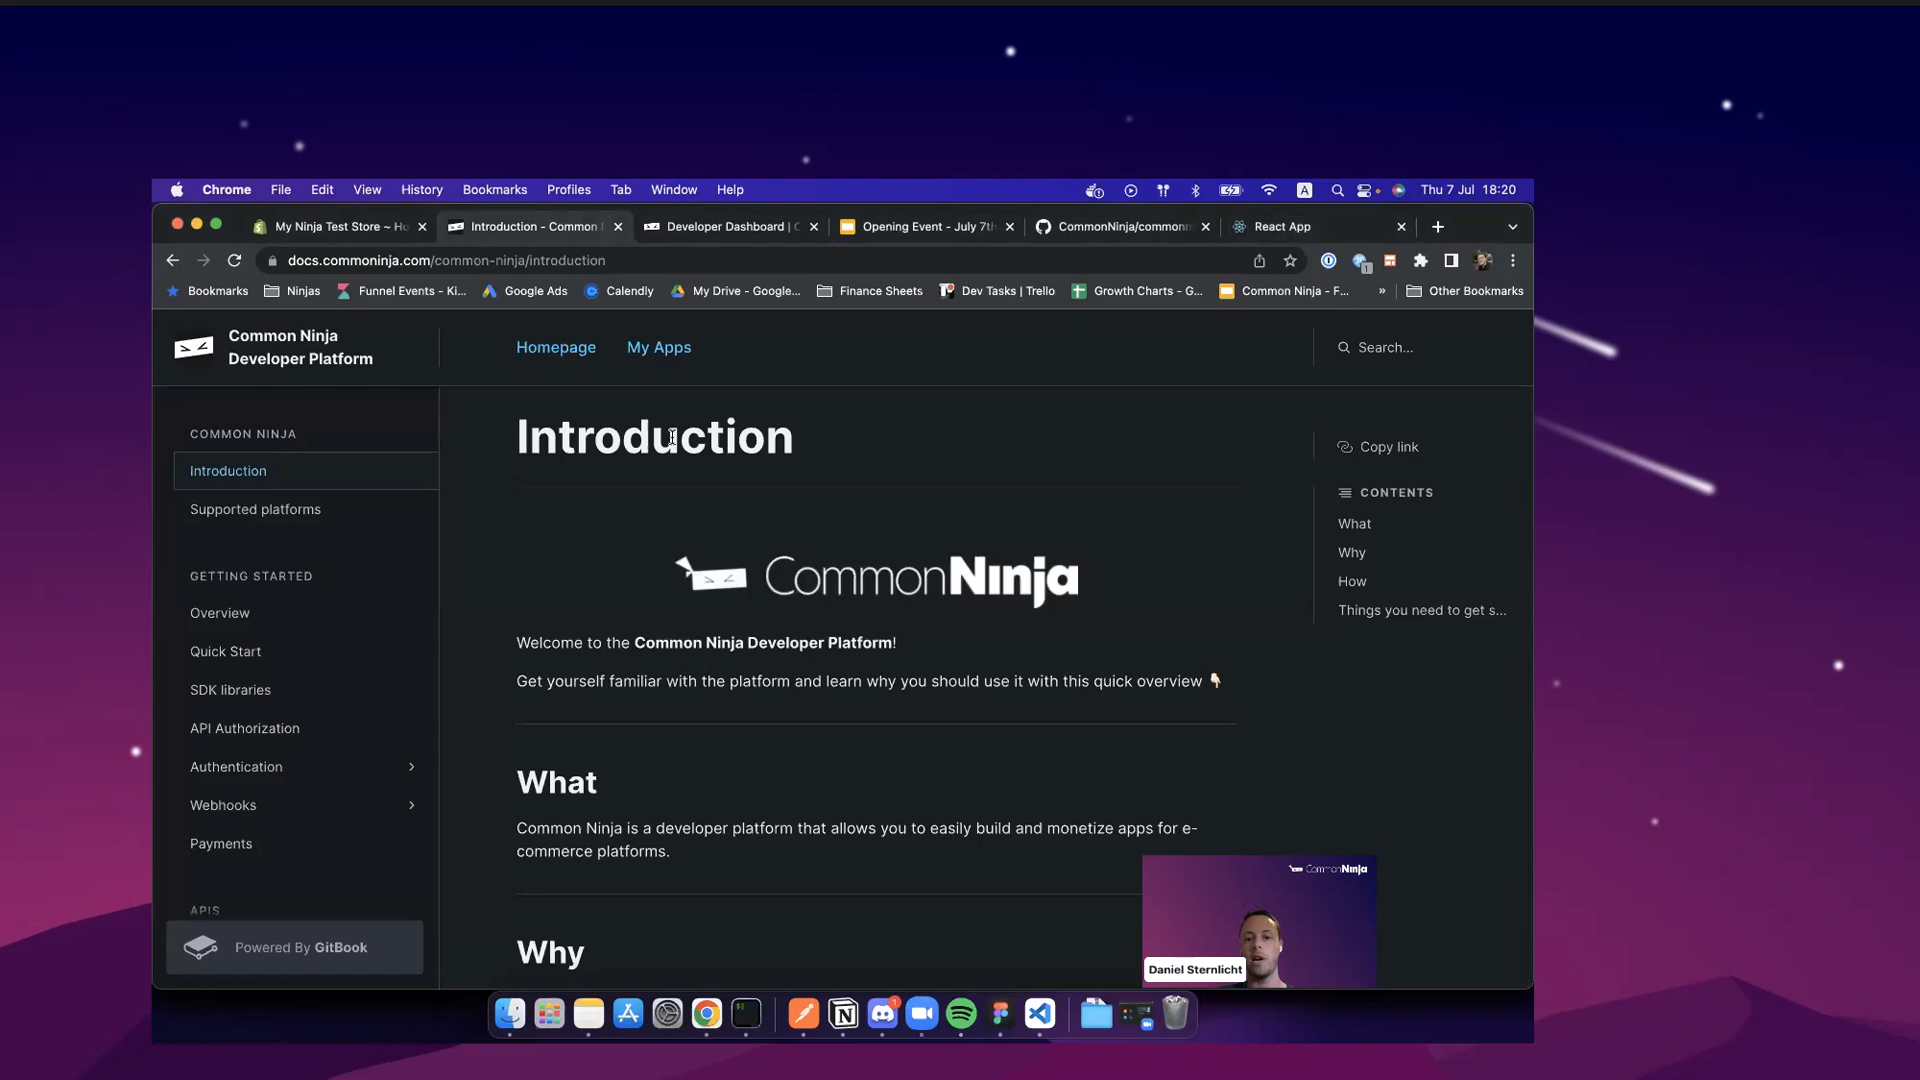 Chrome File Edit View History Bookmarks Profiles Tab Window Help A Thu 7 Jul 18:20
My Ninja Test Store ~ Ho Introduction - Common Developer Dashboard | C Opening Event - July 7th CommonNinja/commonn React App
docs.commoninja.com/common-ninja/introduction 1
Bookmarks Ninjas Funnel Events - Ki... Google Ads Calendly My Drive - Google... Finance Sheets Dev Tasks | Trello Growth Charts - G... Common Ninja - F... » Other Bookmarks
Common Ninja
Developer Platform
Homepage My Apps
Search...
COMMON NINJA
Introduction
Supported platforms
GETTING STARTED
Overview
Quick Start
SDK libraries
API Authorization
Authentication
Webhooks
Payments
APIS
Powered By GitBook
Introduction
CommonNinja
Welcome to the Common Ninja Developer Platform!
Get yourself familiar with the platform and learn why you should use it with this quick overview 👇🏻
What
Common Ninja is a developer platform that allows you to easily build and monetize apps for e-
commerce platforms.
Why
Copy link
CONTENTS
What
Why
How
Things you need to get s...
CommonNinja
Daniel Sternlicht
1